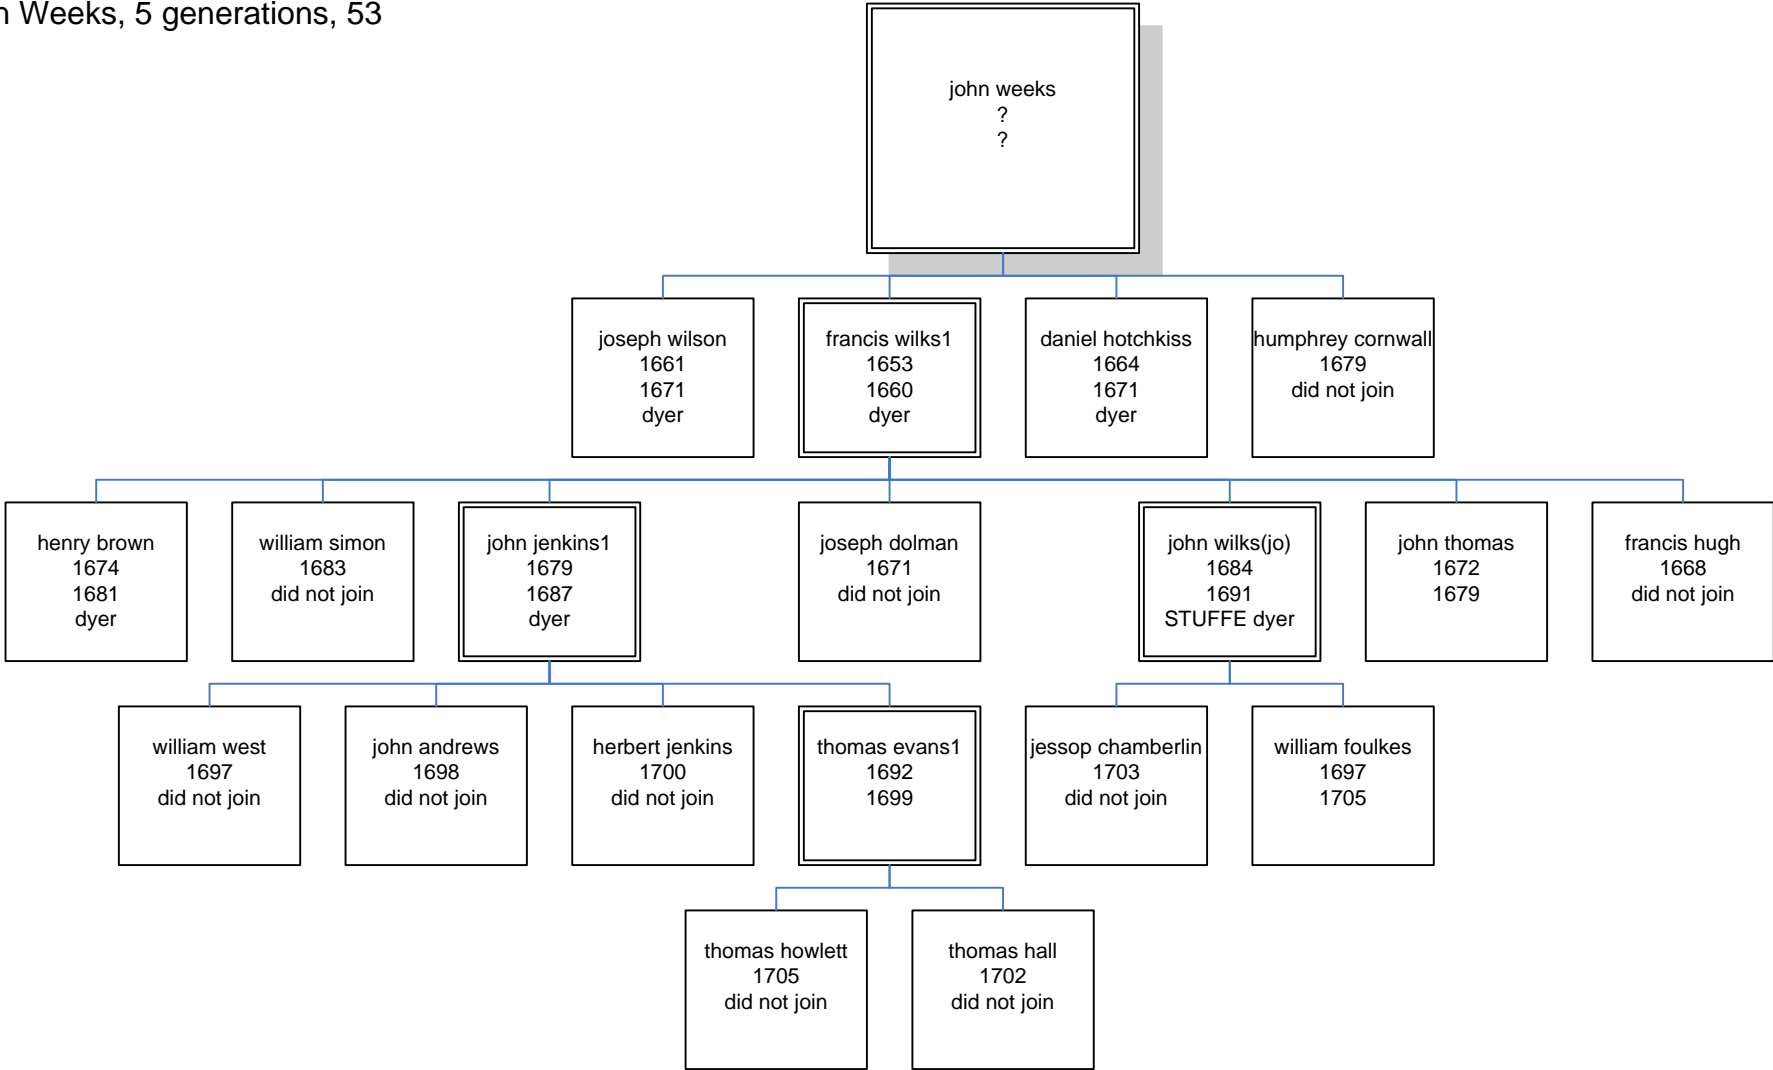 n Weeks, 5 generations, 53
john weeks
?
?
joseph wilson
1661
1671
dyer
francis wilks1
1653
1660
dyer
daniel hotchkiss
1664
1671
dyer
humphrey cornwall
1679
did not join
henry brown
1674
1681
dyer
william simon
1683
did not join
john jenkins1
1679
1687
dyer
joseph dolman
1671
did not join
john wilks(jo)
1684
1691
STUFFE dyer
john thomas
1672
1679
francis hugh
1668
did not join
william west
1697
did not join
john andrews
1698
did not join
herbert jenkins
1700
did not join
thomas evans1
1692
1699
jessop chamberlin
1703
did not join
william foulkes
1697
1705
thomas howlett
1705
did not join
thomas hall
1702
did not join